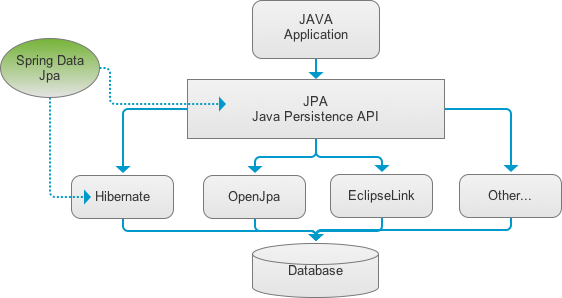 JAVA
Application
Spring Data
Jpa
JPA
Java Persistence API
Hibernate
OpenJpa
EclipseLink
Other...
Database